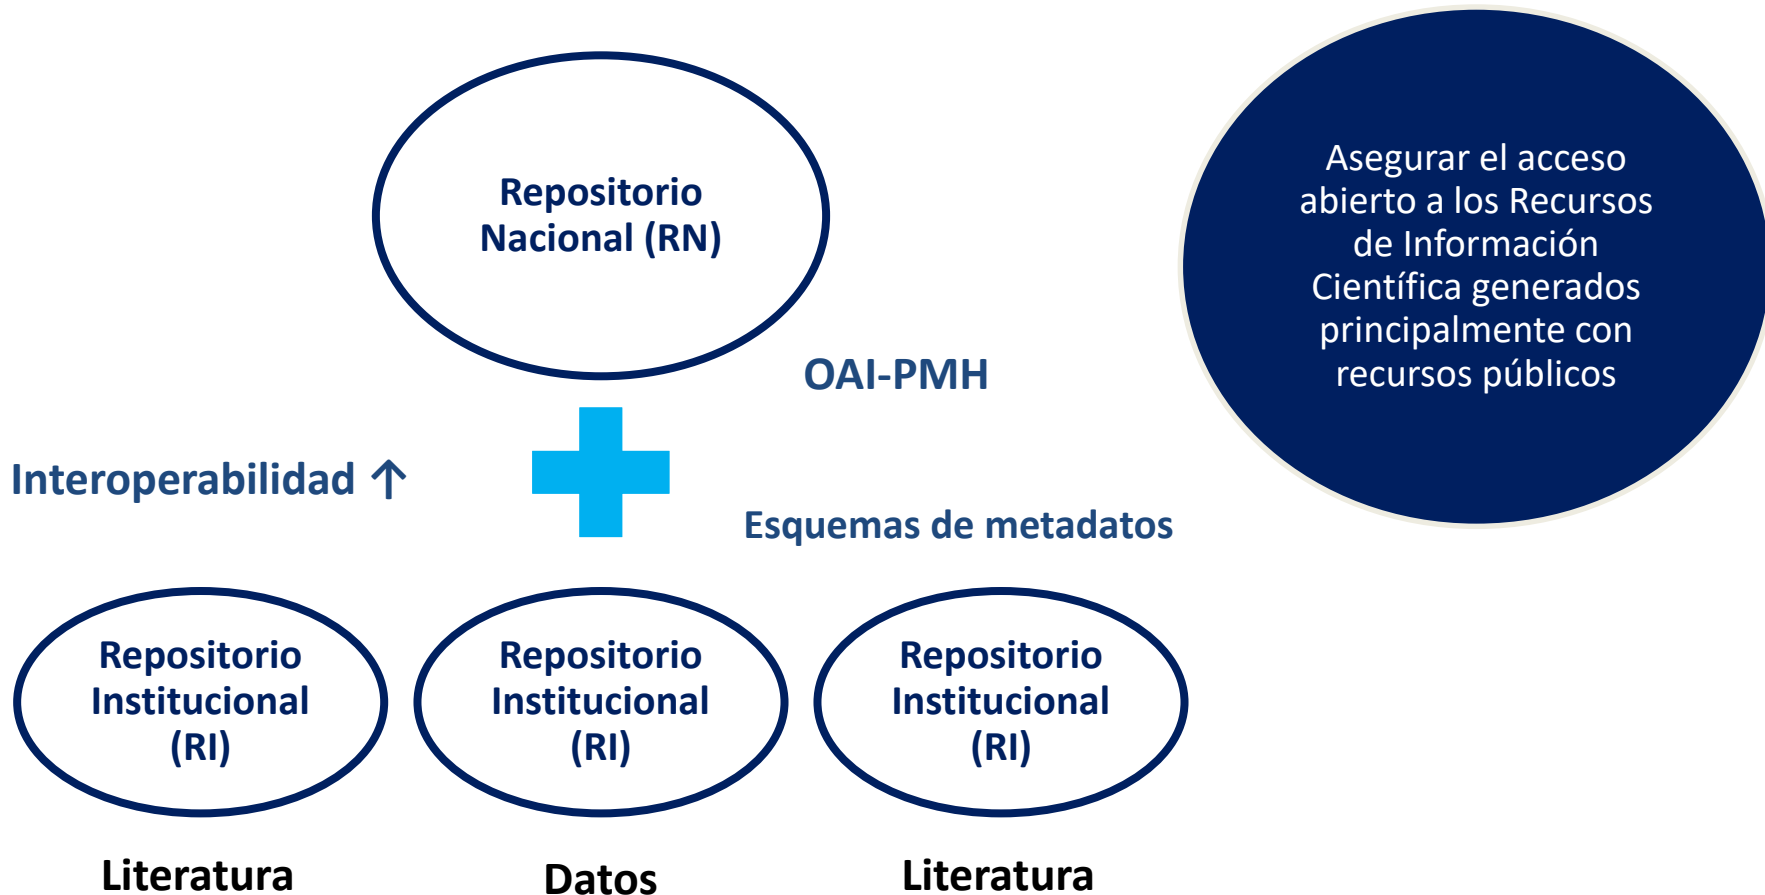 Repositorio
Nacional (RN)
Asegurar el acceso
abierto a los Recursos
de Información
Científica generados
principalmente con
recursos públicos
OAI-PMH
Interoperabilidad ↑
Esquemas de metadatos
Repositorio
Institucional
(RI)
Repositorio
Institucional
(RI)
Repositorio
Institucional
(RI)
Literatura
Datos
Literatura